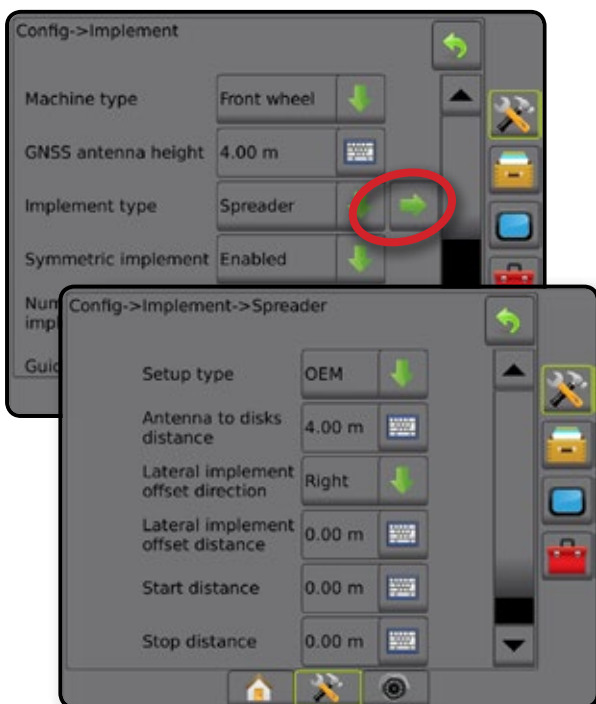 Config->Implement
Machine type Front wheel
GNSS antenna height 4.00 m
Implement type Spreader
Symmetric implement Enabled
Config->Implement->Spreader
Setup type OEM
Antenna to disks
distance 4.00 m
Lateral implement
offset direction Right
Lateral implement
offset distance 0.00 m
Start distance 0.00 m
Stop distance 0.00 m